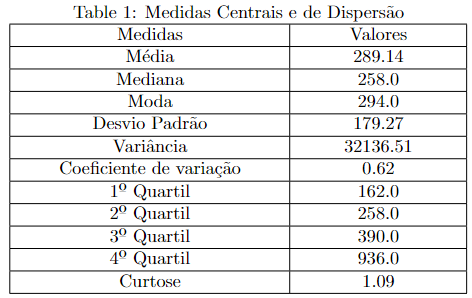 Table 1: Medidas Centrais e de Dispersão
Medidas Valores
Média 289.14
Mediana 258.0
Moda 294.0
Desvio Padrão 179.27
Variância 32136.51
Coeficiente de variação 0.62
1º Quartil 162.0
2º Quartil 258.0
3º Quartil 390.0
4º Quartil 936.0
Curtose 1.09